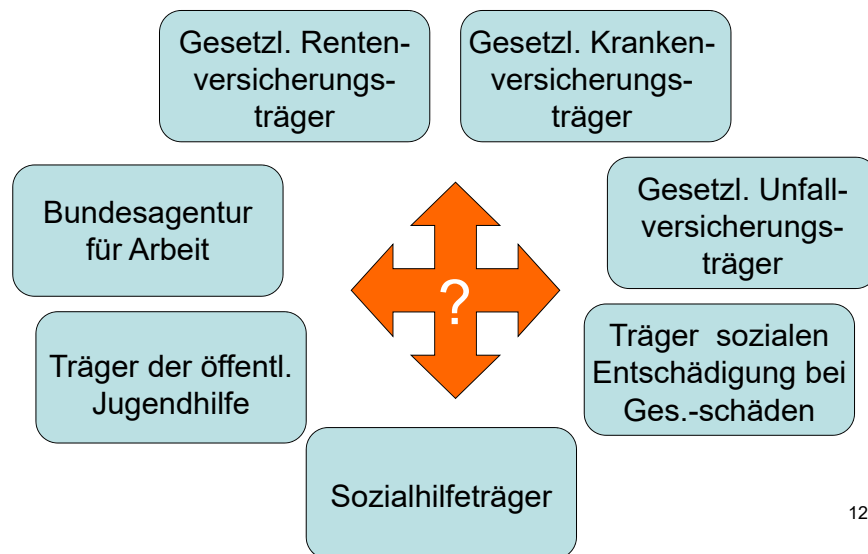 Gesetzl. Renten-
versicherungs-
träger
Gesetzl. Kranken-
versicherungs-
träger
Bundesagentur
für Arbeit
Gesetzl. Unfall-
versicherungs-
träger
?
Träger der öffentl.
Jugendhilfe
Träger sozialen
Entschädigung bei
Ges.-schäden
Sozialhilfeträger
12